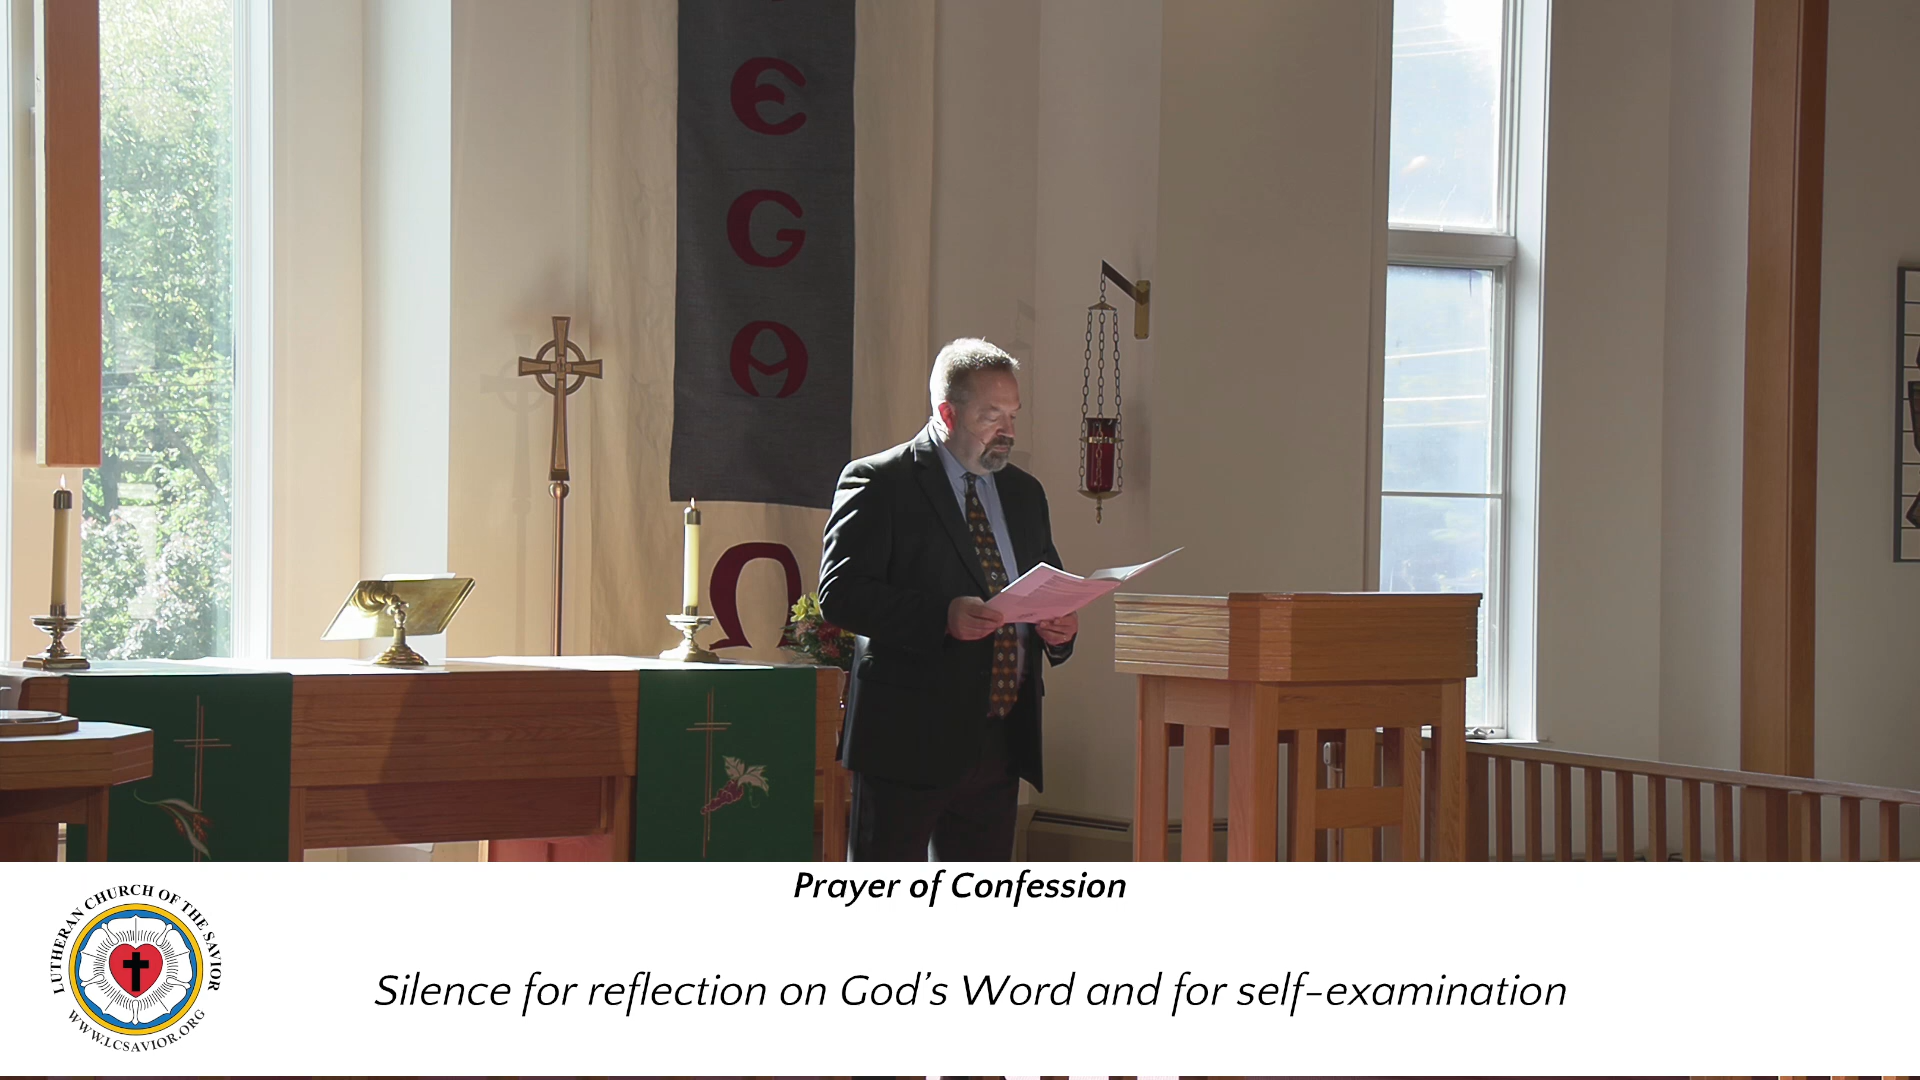 E
G
A
Ω
Prayer of Confession
Silence for reflection on God's Word and for self-examination
LUTHERAN CHURCH OF THE SAVIOR
WWW.LCSAVIOR.ORG